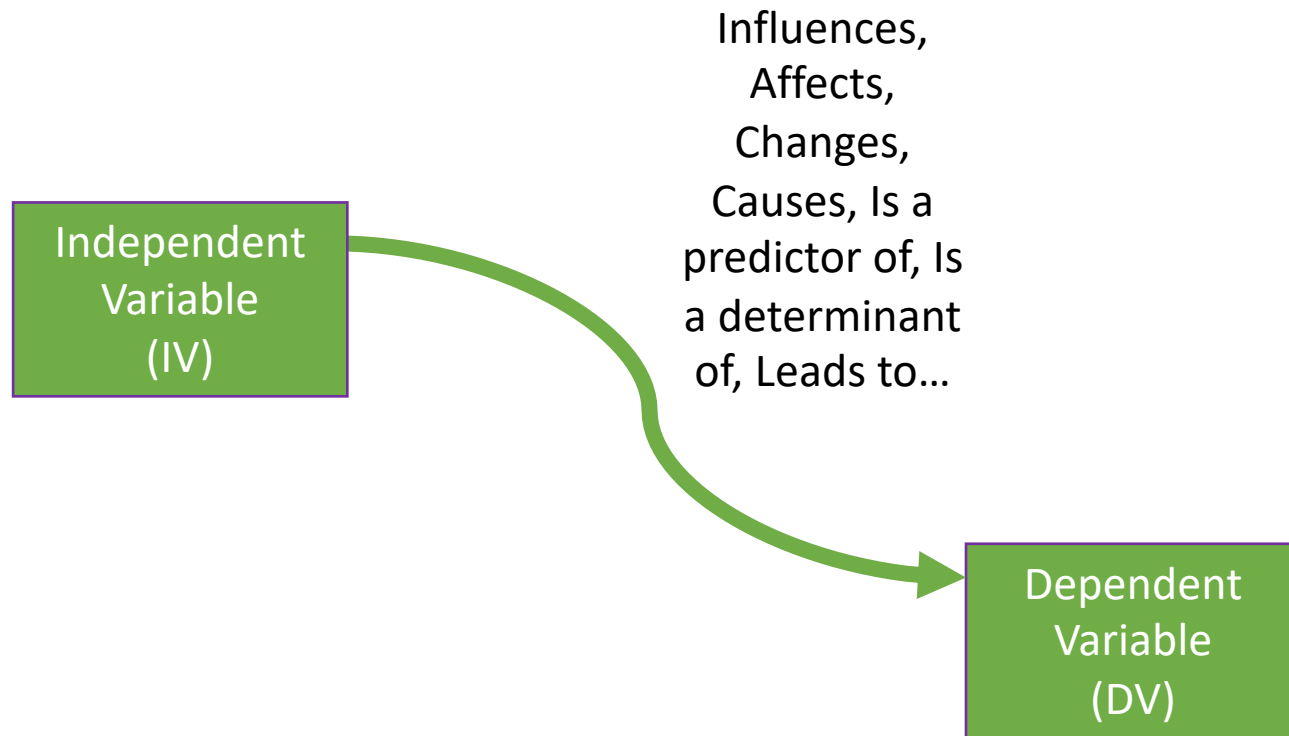 Influences,
Affects,
Changes,
Causes, Is a
predictor of, Is
a determinant
of, Leads to…
Independent
Variable
(IV)
Dependent
Variable
(DV)